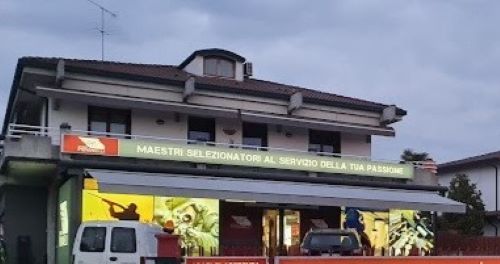 MAESTRI SELEZIONATORI AL SERVIZIO DELLA TUA PASSIONE